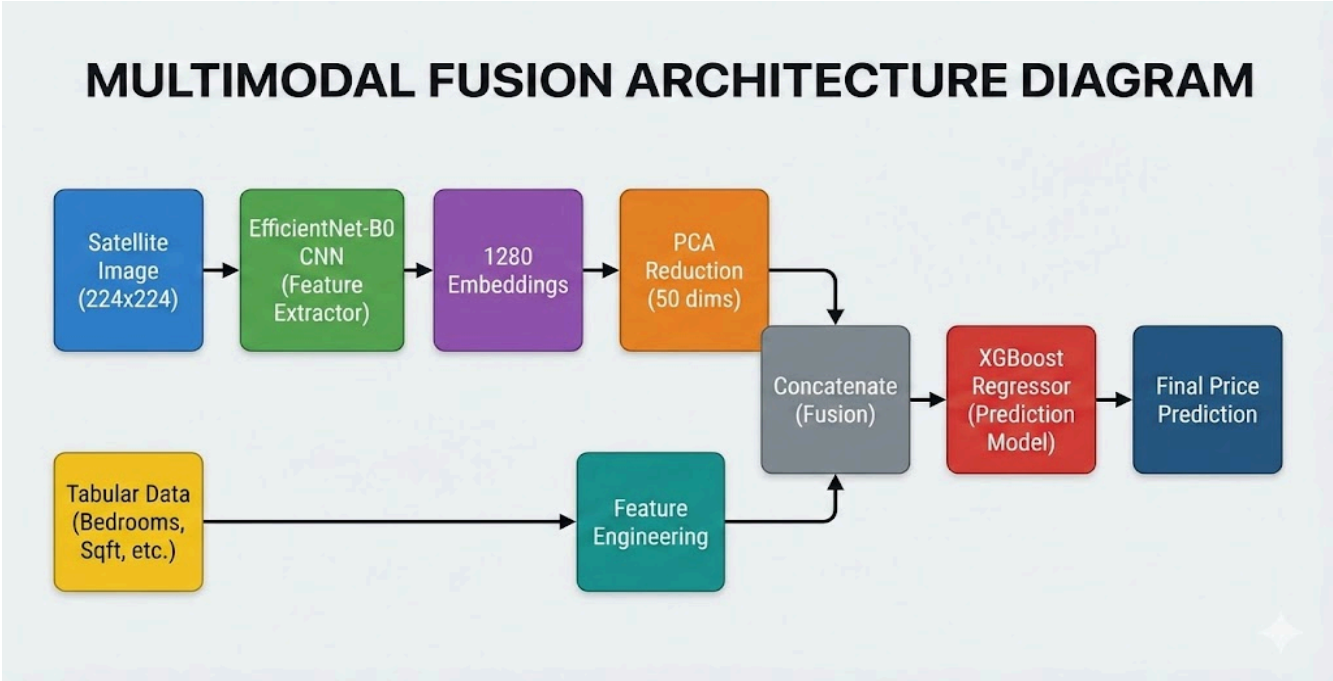 MULTIMODAL FUSION ARCHITECTURE DIAGRAM
Satellite
Image
(224x224)
EfficientNet-B0
CNN
(Feature
Extractor)
1280
Embeddings
PCA
Reduction
(50 dims)
Concatenate
(Fusion)
XGBoost
Regressor
(Prediction
Model)
Final Price
Prediction
Tabular Data
(Bedrooms,
Sqft, etc.)
Feature
Engineering